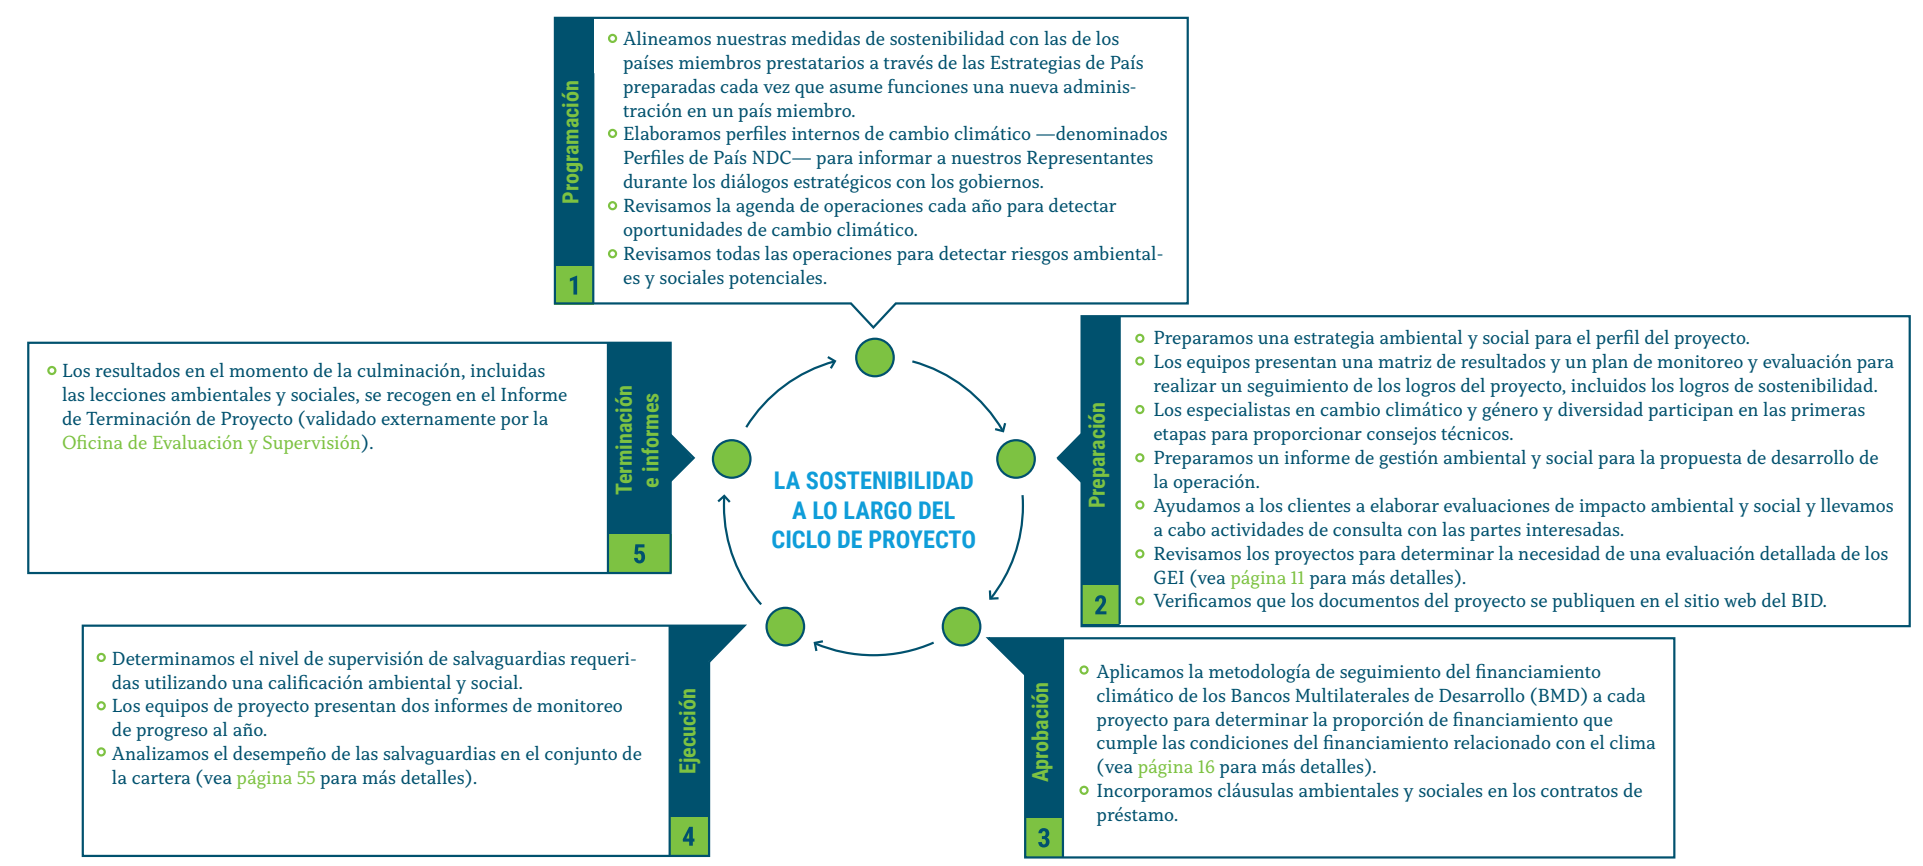 Programación
1
Alineamos nuestras medidas de sostenibilidad con las de los
países miembros prestatarios a través de las Estrategias de País
preparadas cada vez que asume funciones una nueva adminis-
tración en un país miembro.
Elaboramos perfiles internos de cambio climático —denominados
Perfiles de País NDC— para informar a nuestros Representantes
durante los diálogos estratégicos con los gobiernos.
Revisamos la agenda de operaciones cada año para detectar
oportunidades de cambio climático.
Revisamos todas las operaciones para detectar riesgos ambiental-
es y sociales potenciales.
Preparación
2
Preparamos una estrategia ambiental y social para el perfil del proyecto.
Los equipos presentan una matriz de resultados y un plan de monitoreo y evaluación para
realizar un seguimiento de los logros del proyecto, incluidos los logros de sostenibilidad.
Los especialistas en cambio climático y género y diversidad participan en las primeras
etapas para proporcionar consejos técnicos.
Preparamos un informe de gestión ambiental y social para la propuesta de desarrollo de
la operación.
Ayudamos a los clientes a elaborar evaluaciones de impacto ambiental y social y llevamos
a cabo actividades de consulta con las partes interesadas.
Revisamos los proyectos para determinar la necesidad de una evaluación detallada de los
GEI (vea página 11 para más detalles).
Verificamos que los documentos del proyecto se publiquen en el sitio web del BID.
Aprobación
3
Aplicamos la metodología de seguimiento del financiamiento
climático de los Bancos Multilaterales de Desarrollo (BMD) a cada
proyecto para determinar la proporción de financiamiento que
cumple las condiciones del financiamiento relacionado con el clima
(vea página 16 para más detalles).
Incorporamos cláusulas ambientales y sociales en los contratos de
préstamo.
Ejecución
4
Determinamos el nivel de supervisión de salvaguardias requeri-
das utilizando una calificación ambiental y social.
Los equipos de proyecto presentan dos informes de monitoreo
de progreso al año.
Analizamos el desempeño de las salvaguardias en el conjunto de
la cartera (vea página 55 para más detalles).
Terminación
e informes
5
Los resultados en el momento de la culminación, incluidas
las lecciones ambientales y sociales, se recogen en el Informe
de Terminación de Proyecto (validado externamente por la
Oficina de Evaluación y Supervisión).
LA SOSTENIBILIDAD
A LO LARGO DEL
CICLO DE PROYECTO